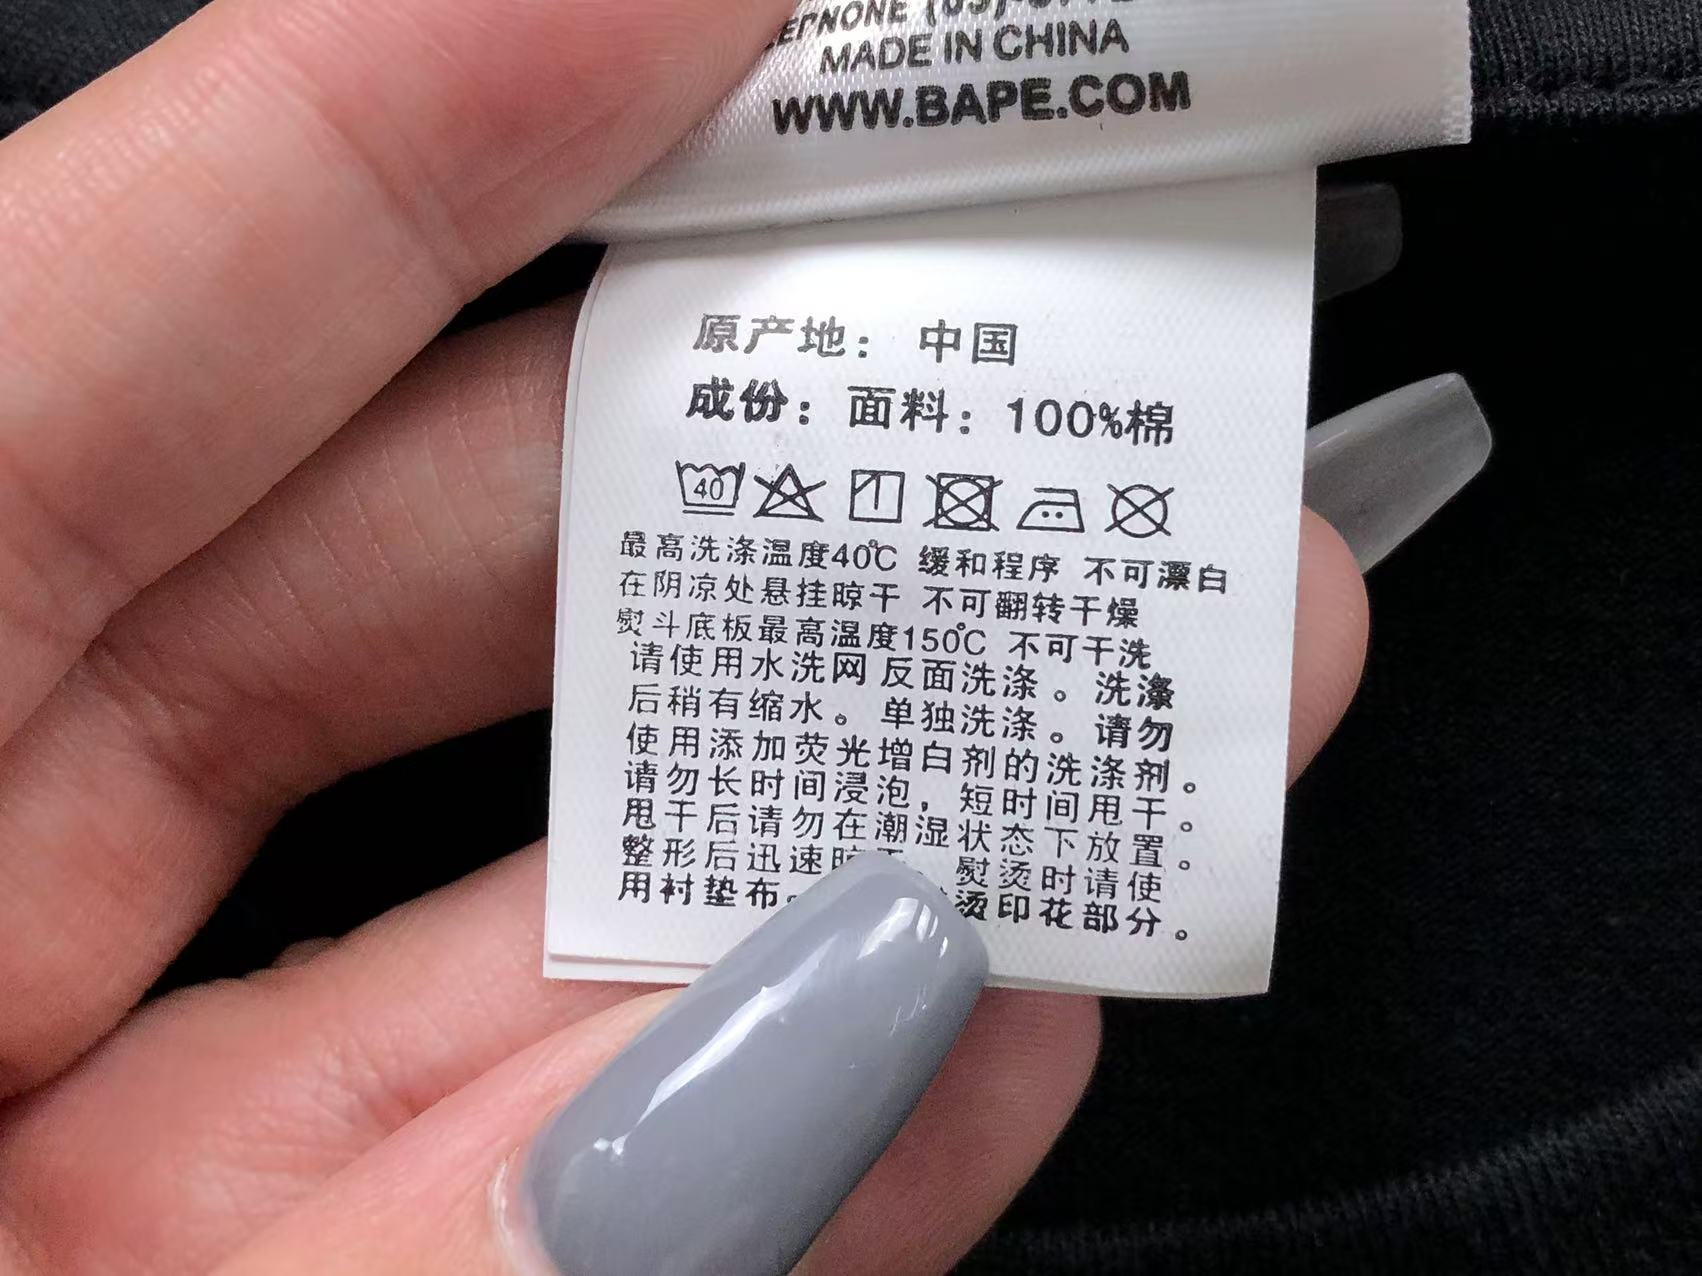 MADE IN CHINA
WWW.BAPE.COM
原产地： 中国
成份：面料：100%棉
40
最高洗涤温度40℃ 缓和程序 不可漂白
在阴凉处悬挂晾干 不可翻转干燥
熨斗底板最高温度150℃ 不可干洗
请使用水洗网 反面洗涤。洗涤
后稍有缩水。单独洗涤。请勿
使用添加荧光增白剂的洗涤剂。
请勿长时间浸泡，短时间甩干。
甩干后请勿在潮湿状态下放置。
整形后迅速 熨烫时请使
用衬垫布。 烫印花部分。